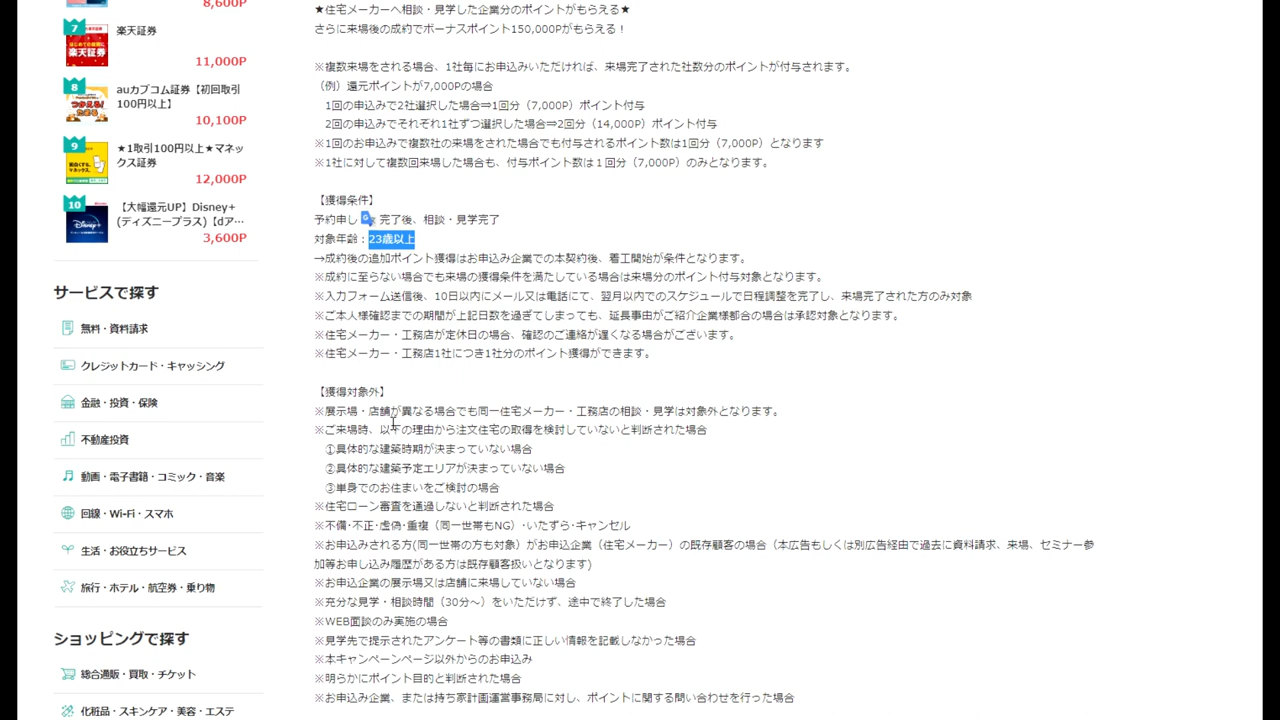 8,600P
7
楽天証券
11,000P
8
auカブコム証券【初回取引
100円以上】
10,100P
9
★1取引100円以上★マネッ
クス証券
12,000P
10
【大幅還元UP】Disney+
(ディズニープラス)【dア...
3,600P
サービスで探す
無料・資料請求
クレジットカード・キャッシング
金融・投資・保険
不動産投資
動画・電子書籍・コミック・音楽
回線・Wi-Fi・スマホ
生活・お役立ちサービス
旅行・ホテル・航空券・乗り物
ショッピングで探す
総合通販・買取・チケット
化粧品・スキンケア・美容・エステ
★住宅メーカーへ相談・見学した企業分のポイントがもらえる★
さらに来場後の成約でボーナスポイント150,000Pがもらえる！
※複数来場をされる場合、1社毎にお申込みいただければ、来場完了された社数分のポイントが付与されます。
（例）還元ポイントが7,000Pの場合
1回の申込みで2社選択した場合⇒1回分（7,000P）ポイント付与
2回の申込みでそれぞれ1社ずつ選択した場合⇒2回分（14,000P）ポイント付与
※1回のお申込みで複数社の来場をされた場合でも付与されるポイント数は1回分（7,000P）となります
※1社に対して複数回来場した場合も、付与ポイント数は１回分（7,000P）のみとなります。
【獲得条件】
予約申し 完了後、相談・見学完了
対象年齢：23歳以上
→成約後の追加ポイント獲得はお申込み企業での本契約後、着工開始が条件となります。
※成約に至らない場合でも来場の獲得条件を満たしている場合は来場分のポイント付与対象となります。
※入力フォーム送信後、10日以内にメール又は電話にて、翌月以内でのスケジュールで日程調整を完了し、来場完了された方のみ対象
※ご本人様確認までの期間が上記日数を過ぎてしまっても、延長事由がご紹介企業様都合の場合は承認対象となります。
※住宅メーカー・工務店が定休日の場合、確認のご連絡が遅くなる場合がございます。
※住宅メーカー・工務店1社につき1社分のポイント獲得ができます。
【獲得対象外】
※展示場・店舗が異なる場合でも同一住宅メーカー・工務店の相談・見学は対象外となります。
※ご来場時、以下の理由から注文住宅の取得を検討していないと判断された場合
①具体的な建築時期が決まっていない場合
②具体的な建築予定エリアが決まっていない場合
③単身でのお住まいをご検討の場合
※住宅ローン審査を通過しないと判断された場合
※不備･不正･虚偽･重複（同一世帯もNG）･いたずら･キャンセル
※お申込みされる方(同一世帯の方も対象）がお申込企業（住宅メーカー）の既存顧客の場合（本広告もしくは別広告経由で過去に資料請求、来場、セミナー参
加等お申し込み履歴がある方は既存顧客扱いとなります)
※お申込企業の展示場又は店舗に来場していない場合
※充分な見学・相談時間（30分～）をいただけず、途中で終了した場合
※WEB面談のみ実施の場合
※見学先で提示されたアンケート等の書類に正しい情報を記載しなかった場合
※本キャンペーンページ以外からのお申込み
※明らかにポイント目的と判断された場合
※お申込み企業、または持ち家計画運営事務局に対し、ポイントに関する問い合わせを行った場合